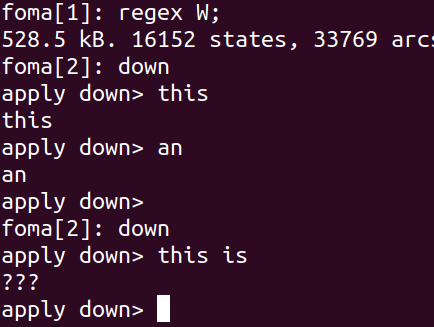 foma[1]: regex W;
528.5 kB. 16152 states, 33769 arcs
foma[2]: down
apply down> this
this
apply down> an
an
apply down>
foma[2]: down
apply down> this is
???
apply down>